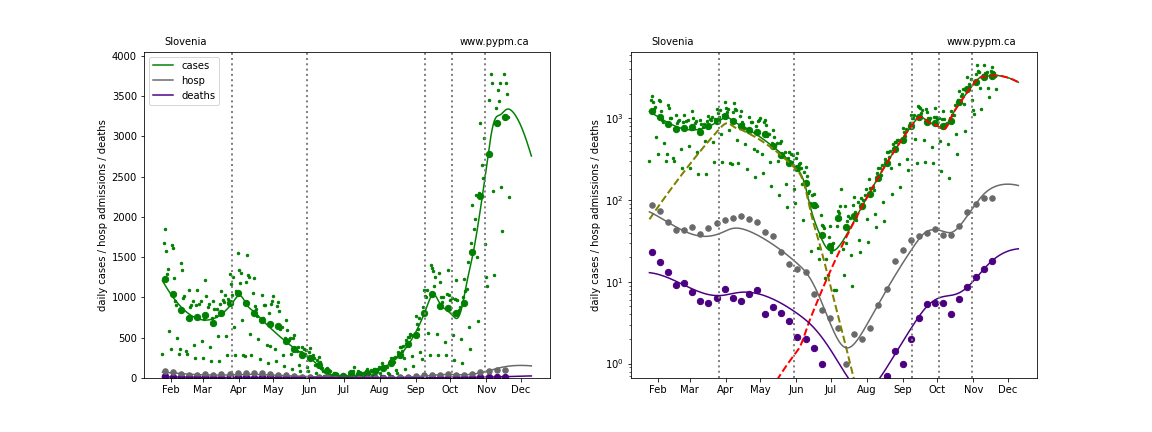 Slovenia www.pypm.ca
4000
3500
3000
2500
2000
1500
1000
500
0
daily cases / hosp admissions / deaths
cases
hosp
deaths
Feb Mar Apr May Jun Jul Aug Sep Oct Nov Dec
Slovenia www.pypm.ca
10³
10²
10¹
10⁰
daily cases / hosp admissions / deaths
Feb Mar Apr May Jun Jul Aug Sep Oct Nov Dec